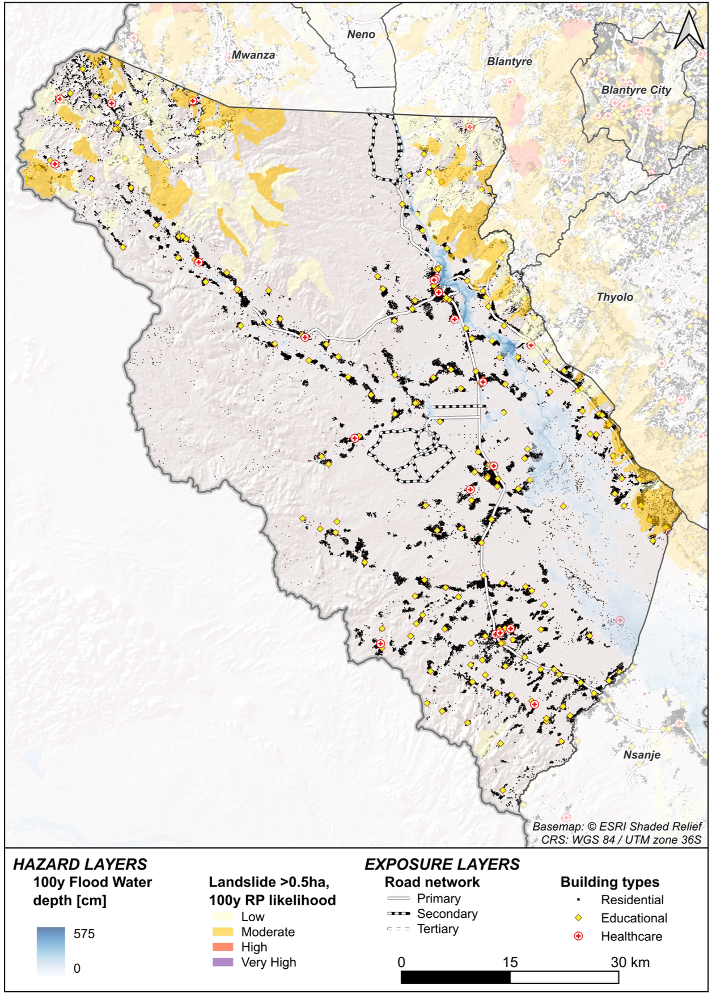 Neno
Mwanza
Blantyre
Blantyre City
Thyolo
Nsanje
Basemap: © ESRI Shaded Relief
CRS: WGS 84 / UTM zone 36S
HAZARD LAYERS
100y Flood Water
depth [cm]
575
0
Landslide >0.5ha,
100y RP likelihood
Low
Moderate
High
Very High
EXPOSURE LAYERS
Road network
Primary
Secondary
Tertiary
Building types
Residential
Educational
Healthcare
0 15 30 km